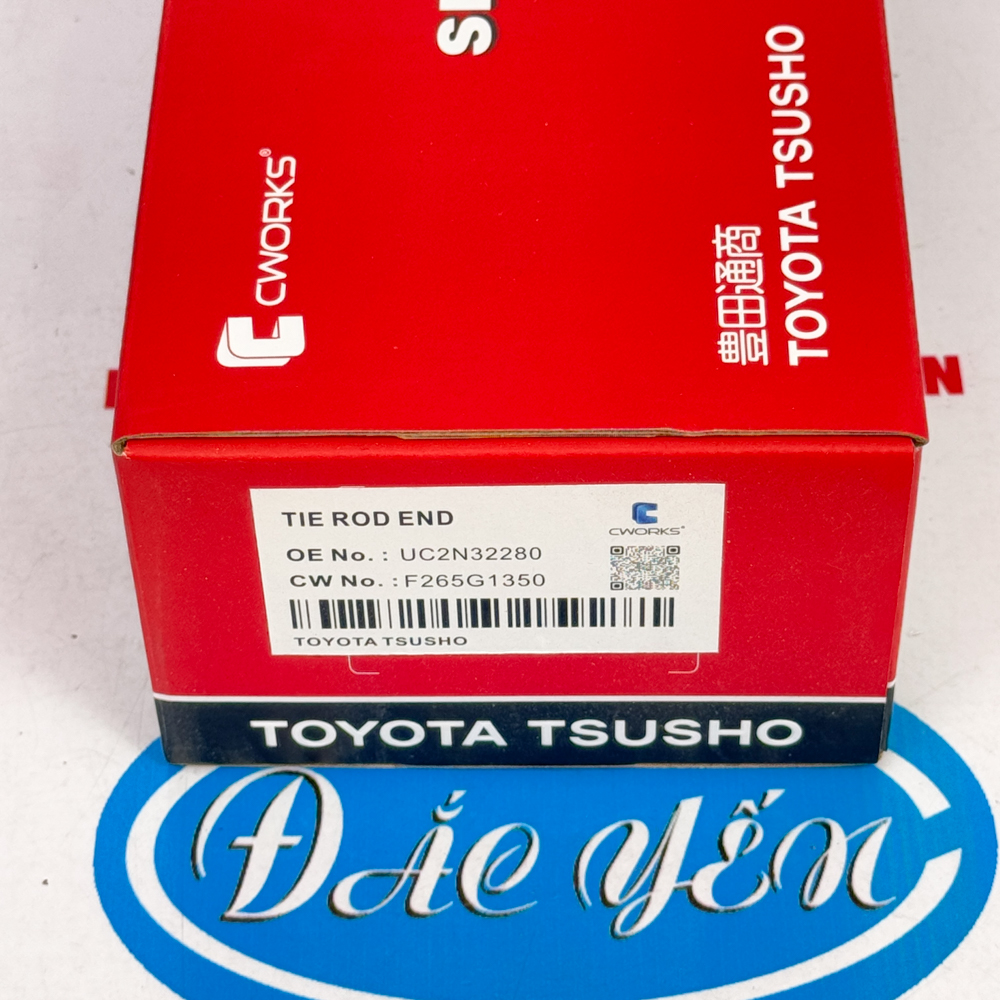 CWORKS®
豊田通商
TOYOTA TSUSHO
TIE ROD END
CWORKS®
OE No. : UC2N32280
CW No. : F265G1350
TOYOTA TSUSHO
TOYOTA TSUSHO
ĐẮC YẾN